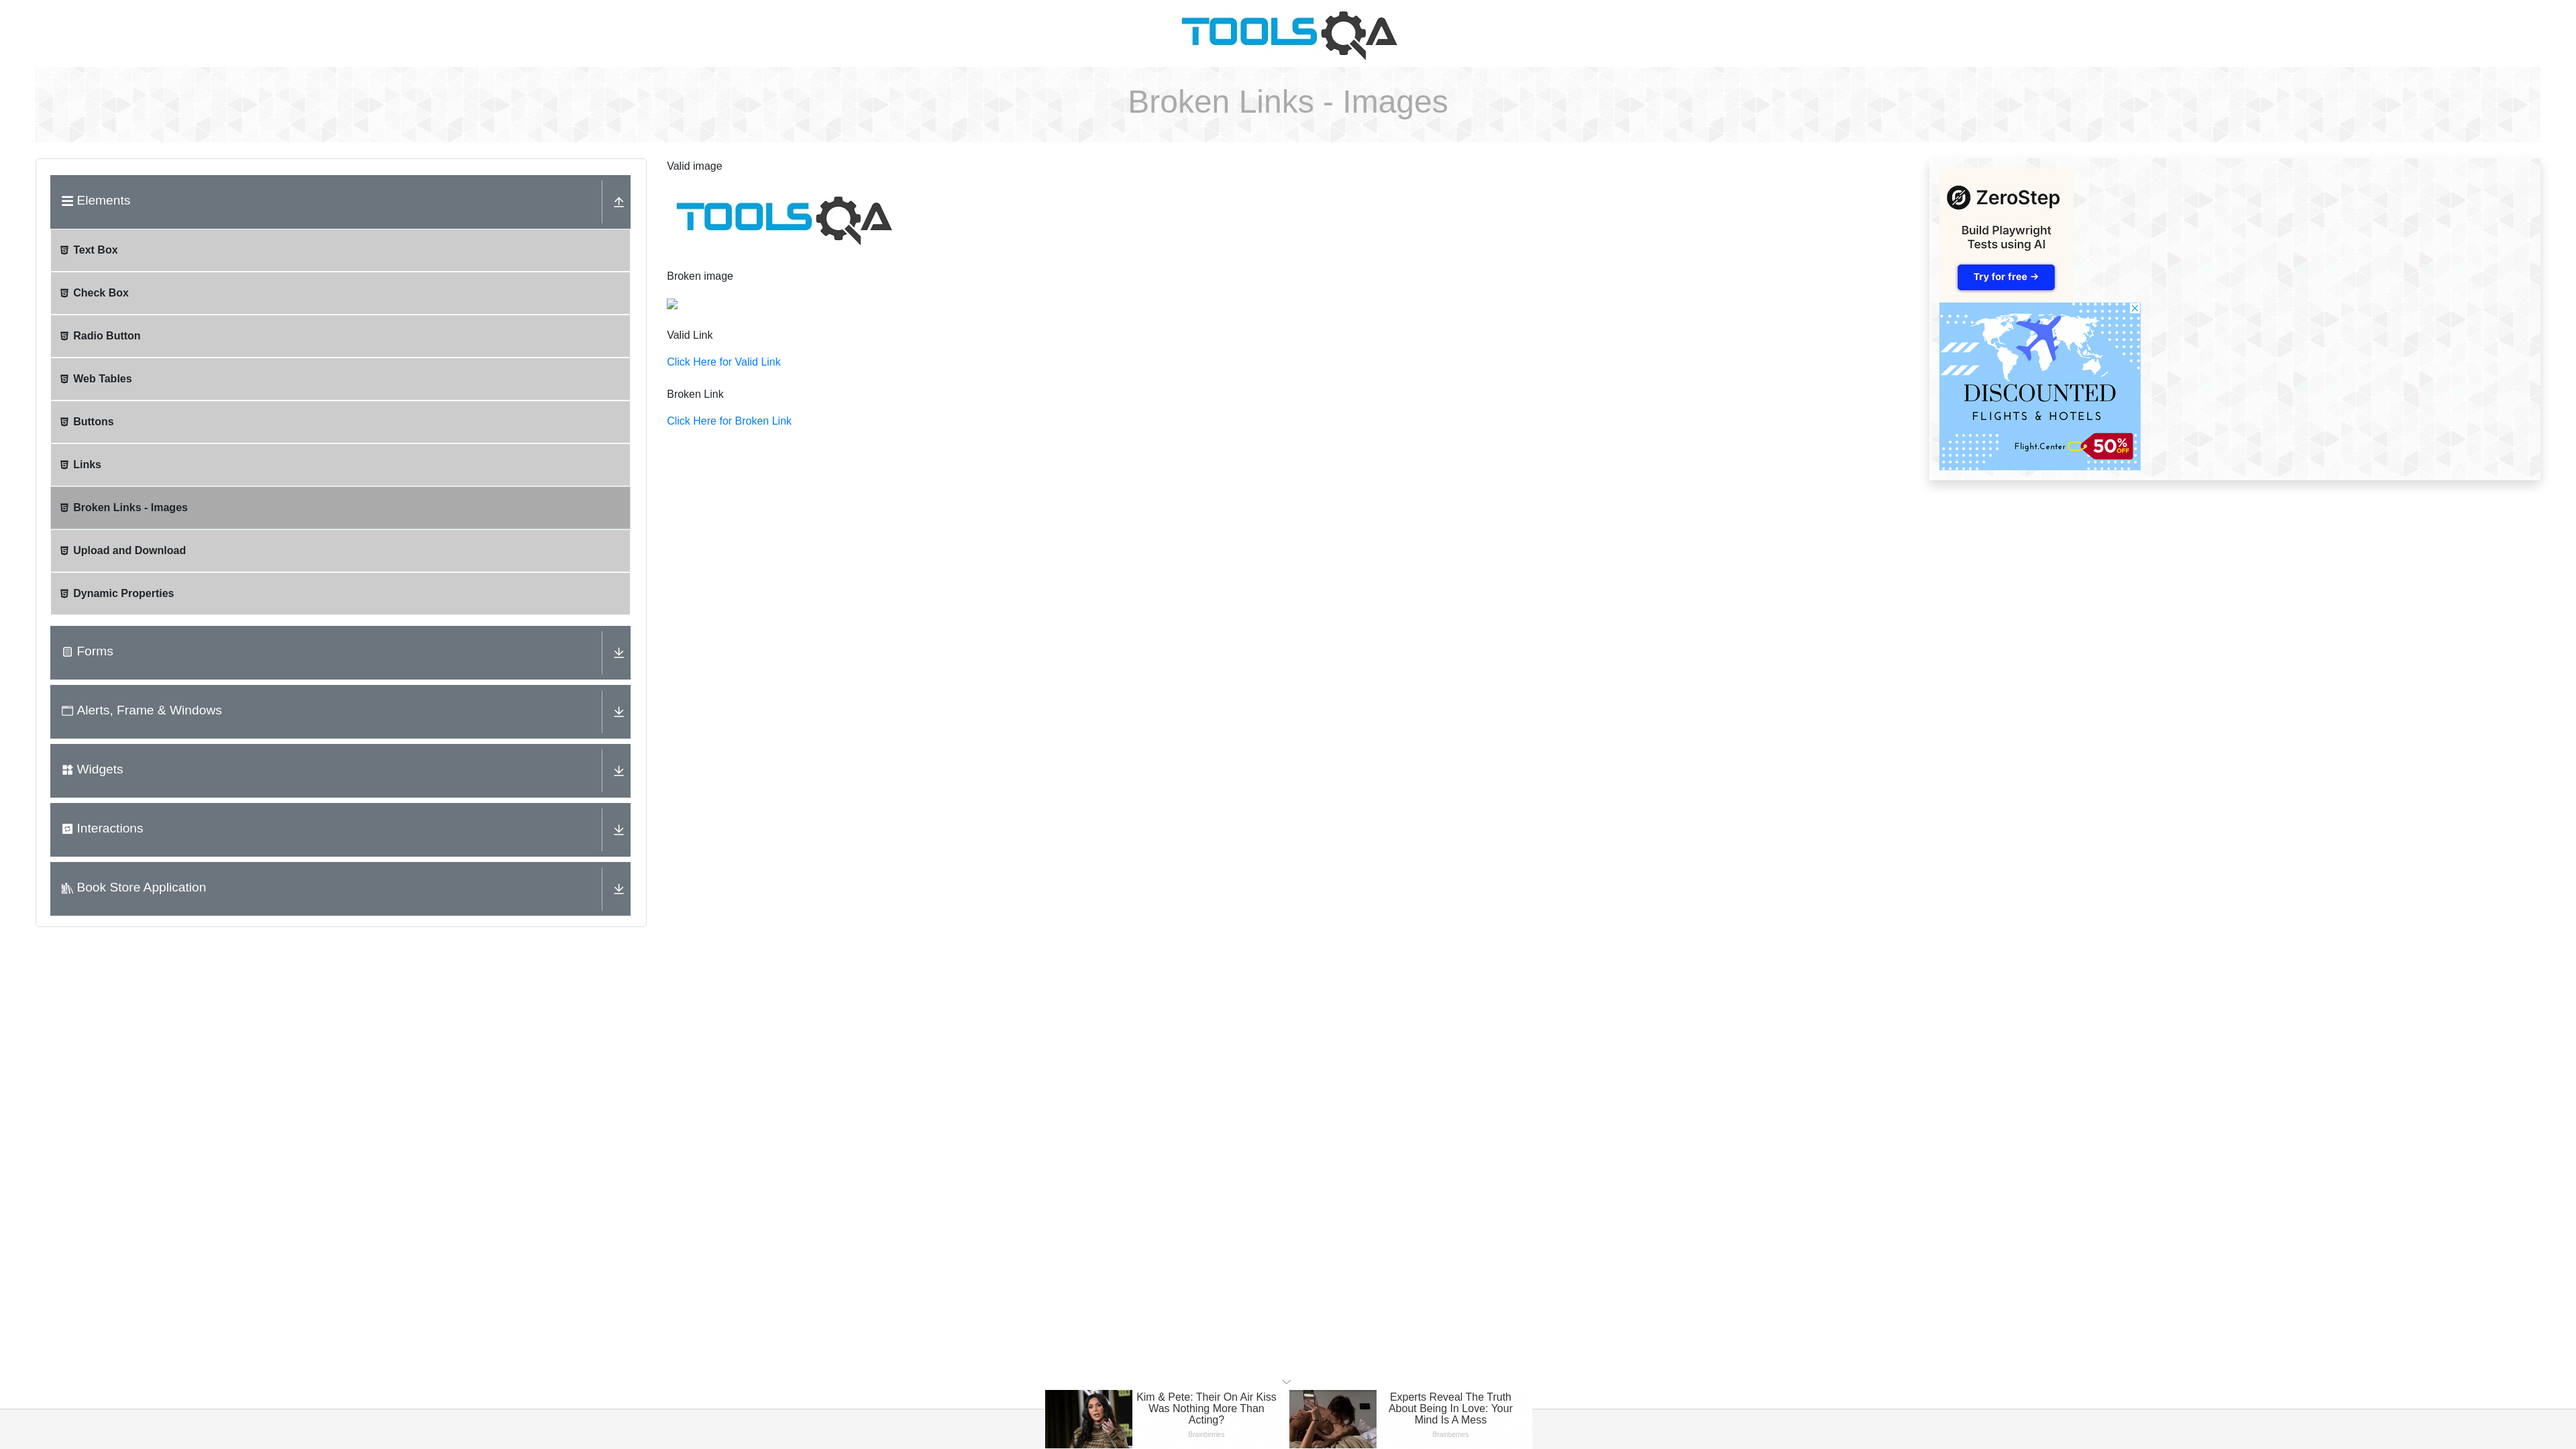 TOOLSQA
Broken Links - Images
Elements
Text Box
Check Box
Radio Button
Web Tables
Buttons
Links
Broken Links - Images
Upload and Download
Dynamic Properties
Forms
Alerts, Frame & Windows
Widgets
Interactions
Book Store Application
Valid image
TOOLSQA
Broken image
Valid Link
Click Here for Valid Link
Broken Link
Click Here for Broken Link
ZeroStep
Build Playwright
Tests using AI
Try for free →
DISCOUNTED
FLIGHTS & HOTELS
Flight.Center
50% OFF
Kim & Pete: Their On Air Kiss
Was Nothing More Than
Acting?
Brainberries
Experts Reveal The Truth
About Being In Love: Your
Mind Is A Mess
Brainberries